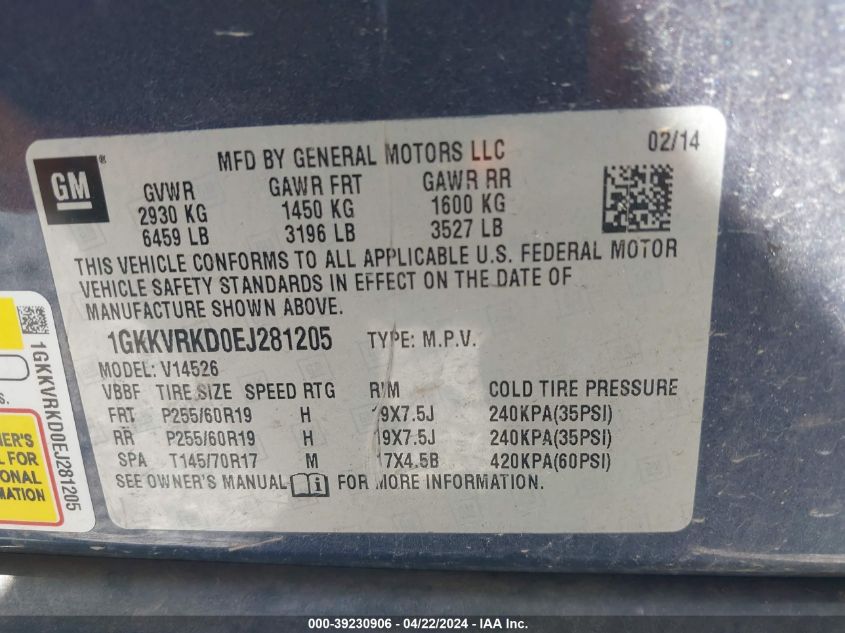 GM
®
MFD BY GENERAL MOTORS LLC
02/14
GVWR GAWR FRT GAWR RR
2930 KG 1450 KG 1600 KG
6459 LB 3196 LB 3527 LB
THIS VEHICLE CONFORMS TO ALL APPLICABLE U.S. FEDERAL MOTOR
VEHICLE SAFETY STANDARDS IN EFFECT ON THE DATE OF
MANUFACTURE SHOWN ABOVE.
1GKKVRKD0EJ281205 TYPE: M.P.V.
MODEL: V14526
VBBF TIRE SIZE SPEED RTG RIM COLD TIRE PRESSURE
FRT P255/60R19 H 19X7.5J 240KPA(35PSI)
RR P255/60R19 H 19X7.5J 240KPA(35PSI)
SPA T145/70R17 M 17X4.5B 420KPA(60PSI)
SEE OWNER'S MANUAL FOR MORE INFORMATION.
1GKKVRKD0EJ281205
S.
NER'S
L FOR
ONAL
MATION
000-39230906 - 04/22/2024 - IAA Inc.